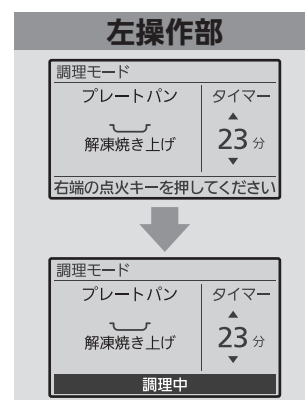 左操作部
調理モード
プレートパン
タイマー
▲
解凍焼き上げ
23分
▼
右端の点火キーを押してください
調理モード
プレートパン
タイマー
▲
解凍焼き上げ
23分
▼
調理中